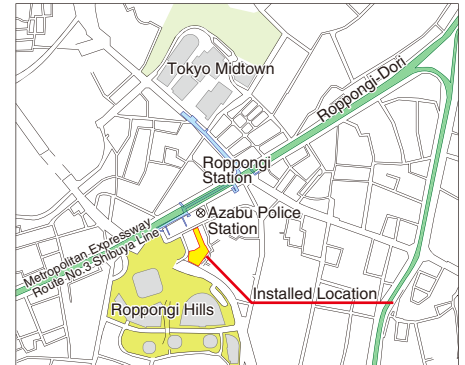 Tokyo Midtown
Roppongi-Dori
Roppongi
Station
Azabu Police
Station
Metropolitan Expressway
Route No.3 Shibuya Line
Installed Location
Roppongi Hills